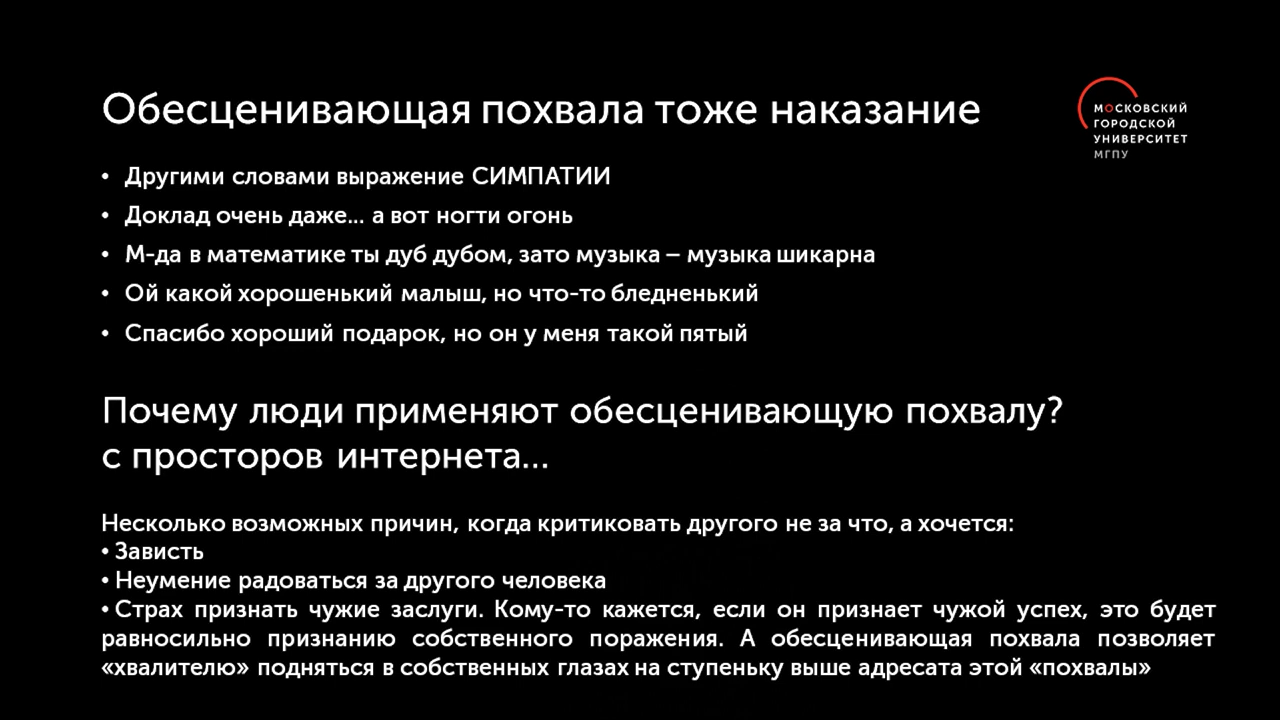 Обесценивающая похвала тоже наказание
МОСКОВСКИЙ
ГОРОДСКОЙ
УНИВЕРСИТЕТ
МГПУ
• Другими словами выражение СИМПАТИИ
• Доклад очень даже... а вот ногти огонь
• М-да в математике ты дуб дубом, зато музыка – музыка шикарна
• Ой какой хорошенький малыш, но что-то бледненький
• Спасибо хороший подарок, но он у меня такой пятый
Почему люди применяют обесценивающую похвалу?
с просторов интернета...
Несколько возможных причин, когда критиковать другого не за что, а хочется:
• Зависть
• Неумение радоваться за другого человека
• Страх признать чужие заслуги. Кому-то кажется, если он признает чужой успех, это будет
равносильно признанию собственного поражения. А обесценивающая похвала позволяет
«хвалителю» подняться в собственных глазах на ступеньку выше адресата этой «похвалы»